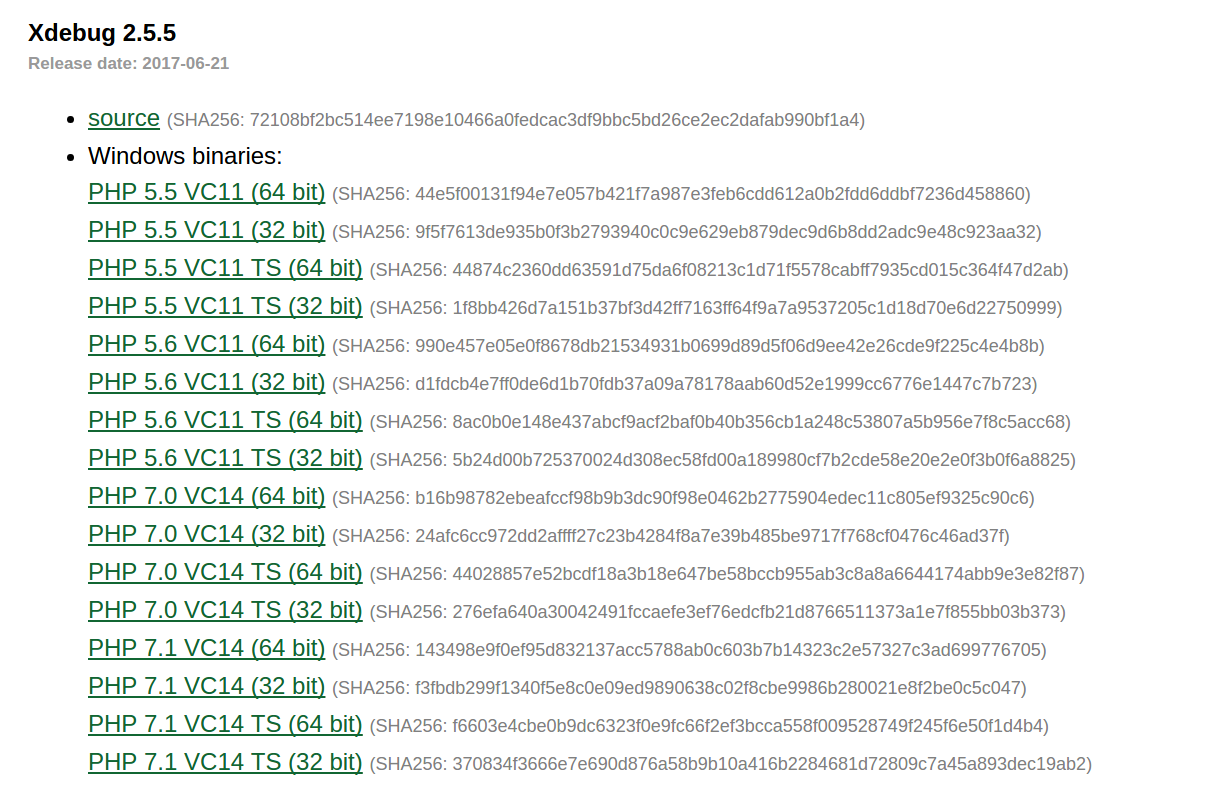 Xdebug 2.5.5
Release date: 2017-06-21
source (SHA256: 72108bf2bc514ee7198e10466a0fedcac3df9bbc5bd26ce2ec2dafab990bf1a4)
Windows binaries:
PHP 5.5 VC11 (64 bit) (SHA256: 44e5f00131f94e7e057b421f7a987e3feb6cdd612a0b2fdd6ddbf7236d458860)
PHP 5.5 VC11 (32 bit) (SHA256: 9f5f7613de935b0f3b2793940c0c9e629eb879dec9d6b8dd2adc9e48c923aa32)
PHP 5.5 VC11 TS (64 bit) (SHA256: 44874c2360dd63591d75da6f08213c1d71f5578cabff7935cd015c364f47d2ab)
PHP 5.5 VC11 TS (32 bit) (SHA256: 1f8bb426d7a151b37bf3d42ff7163ff64f9a7a9537205c1d18d70e6d22750999)
PHP 5.6 VC11 (64 bit) (SHA256: 990e457e05e0f8678db21534931b0699d89d5f06d9ee42e26cde9f225c4e4b8b)
PHP 5.6 VC11 (32 bit) (SHA256: d1fdcb4e7ff0de6d1b70fdb37a09a78178aab60d52e1999cc6776e1447c7b723)
PHP 5.6 VC11 TS (64 bit) (SHA256: 8ac0b0e148e437abcf9acf2baf0b40b356cb1a248c53807a5b956e7f8c5acc68)
PHP 5.6 VC11 TS (32 bit) (SHA256: 5b24d00b725370024d308ec58fd00a189980cf7b2cde58e20e2e0f3b0f6a8825)
PHP 7.0 VC14 (64 bit) (SHA256: b16b98782ebeafccf98b9b3dc90f98e0462b2775904edec11c805ef9325c90c6)
PHP 7.0 VC14 (32 bit) (SHA256: 24afc6cc972dd2affff27c23b4284f8a7e39b485be9717f768cf0476c46ad37f)
PHP 7.0 VC14 TS (64 bit) (SHA256: 44028857e52bcdf18a3b18e647be58bccb955ab3c8a8a6644174abb9e3e82f87)
PHP 7.0 VC14 TS (32 bit) (SHA256: 276efa640a30042491fccaefe3ef76edcfb21d8766511373a1e7f855bb03b373)
PHP 7.1 VC14 (64 bit) (SHA256: 143498e9f0ef95d832137acc5788ab0c603b7b14323c2e57327c3ad699776705)
PHP 7.1 VC14 (32 bit) (SHA256: f3fbdb299f1340f5e8c0e09ed9890638c02f8cbe9986b280021e8f2be0c5c047)
PHP 7.1 VC14 TS (64 bit) (SHA256: f6603e4cbe0b9dc6323f0e9fc66f2ef3bcca558f009528749f245f6e50f1d4b4)
PHP 7.1 VC14 TS (32 bit) (SHA256: 370834f3666e7e690d876a58b9b10a416b2284681d72809c7a45a893dec19ab2)